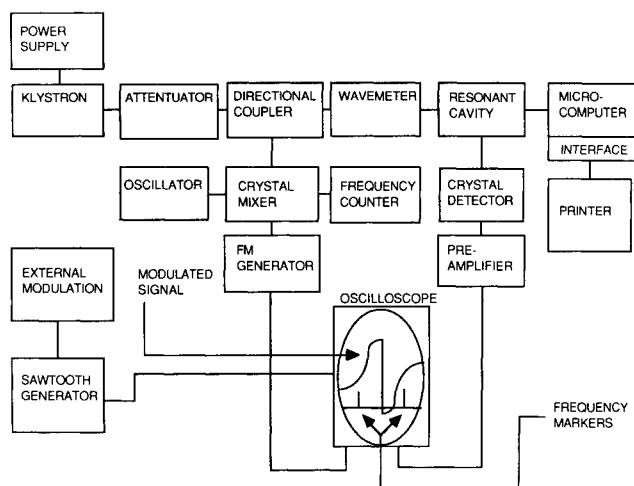 POWER
SUPPLY
KLYSTRON
ATTENTUATOR
DIRECTIONAL
COUPLER
WAVEMETER
RESONANT
CAVITY
MICRO-
COMPUTER
INTERFACE
OSCILLATOR
CRYSTAL
MIXER
FREQUENCY
COUNTER
CRYSTAL
DETECTOR
PRINTER
FM
GENERATOR
PRE-
AMPLIFIER
EXTERNAL
MODULATION
MODULATED
SIGNAL
OSCILLOSCOPE
SAWTOOTH
GENERATOR
FREQUENCY
MARKERS